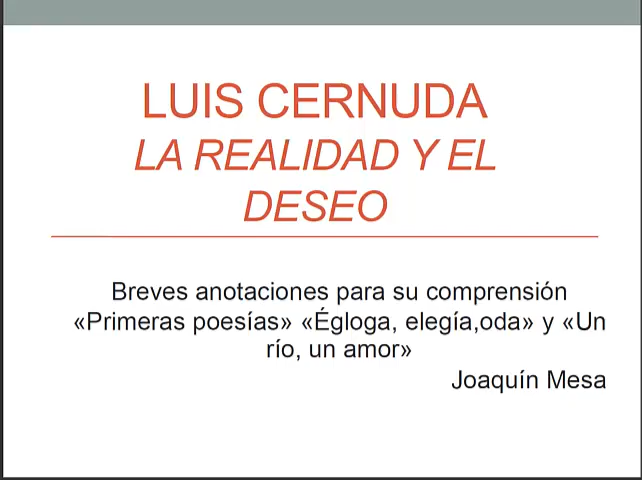 LUIS CERNUDA
LA REALIDAD Y EL
DESEO
Breves anotaciones para su comprensión
«Primeras poesías» «Égloga, elegía,oda» y «Un
río, un amor»
Joaquín Mesa